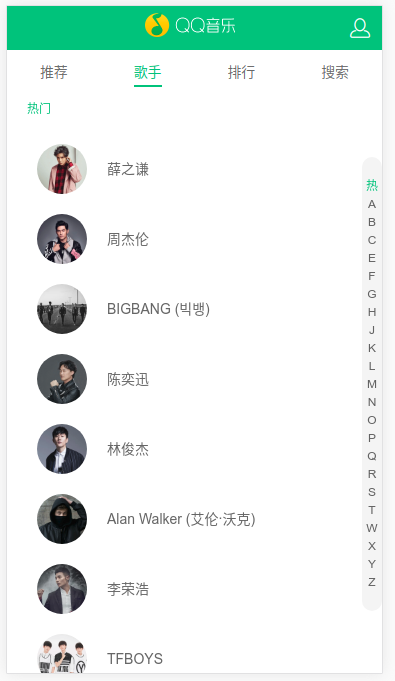 QQ音乐
推荐 歌手 排行 搜索
热门
薛之谦
周杰伦
BIGBANG (빅뱅)
陈奕迅
林俊杰
Alan Walker (艾伦·沃克)
李荣浩
TFBOYS
热
A
B
C
E
F
G
H
J
K
L
M
N
O
P
Q
R
S
T
W
X
Y
Z